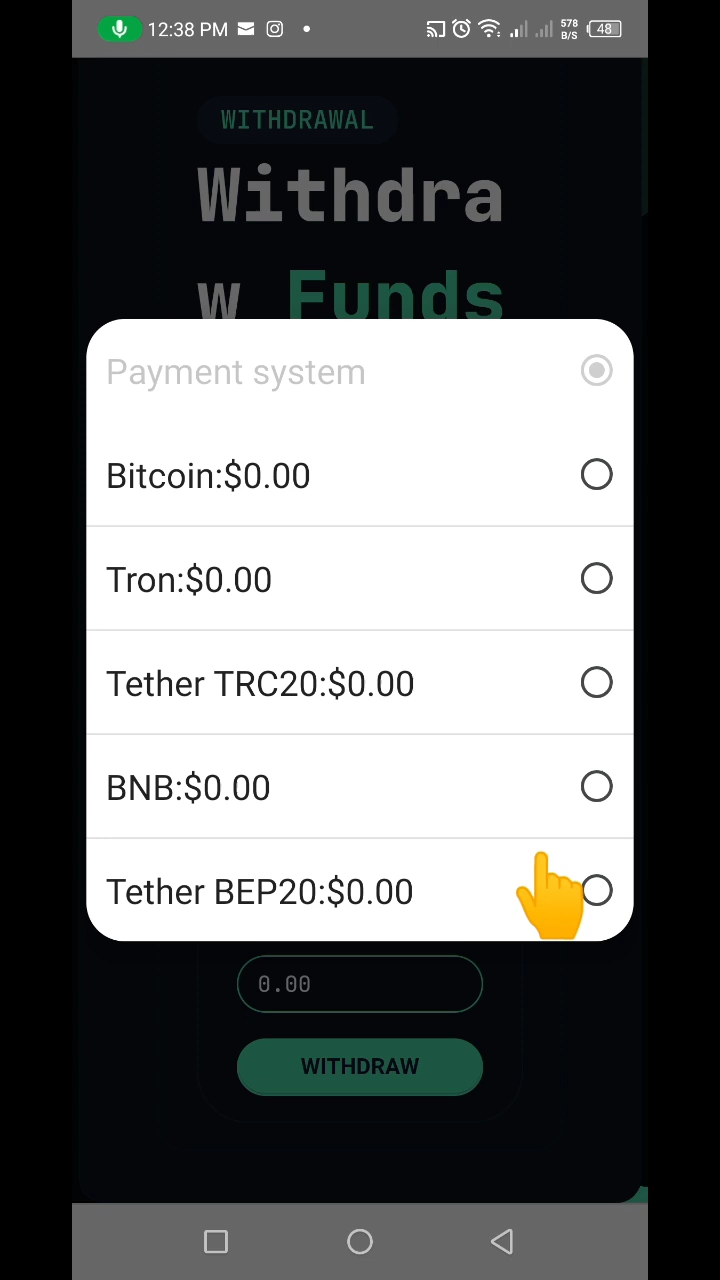 12:38 PM
578
B/S
48
WITHDRAWAL
Withdra
w Funds
Payment system
Bitcoin:$0.00
Tron:$0.00
Tether TRC20:$0.00
BNB:$0.00
Tether BEP20:$0.00
0.00
WITHDRAW